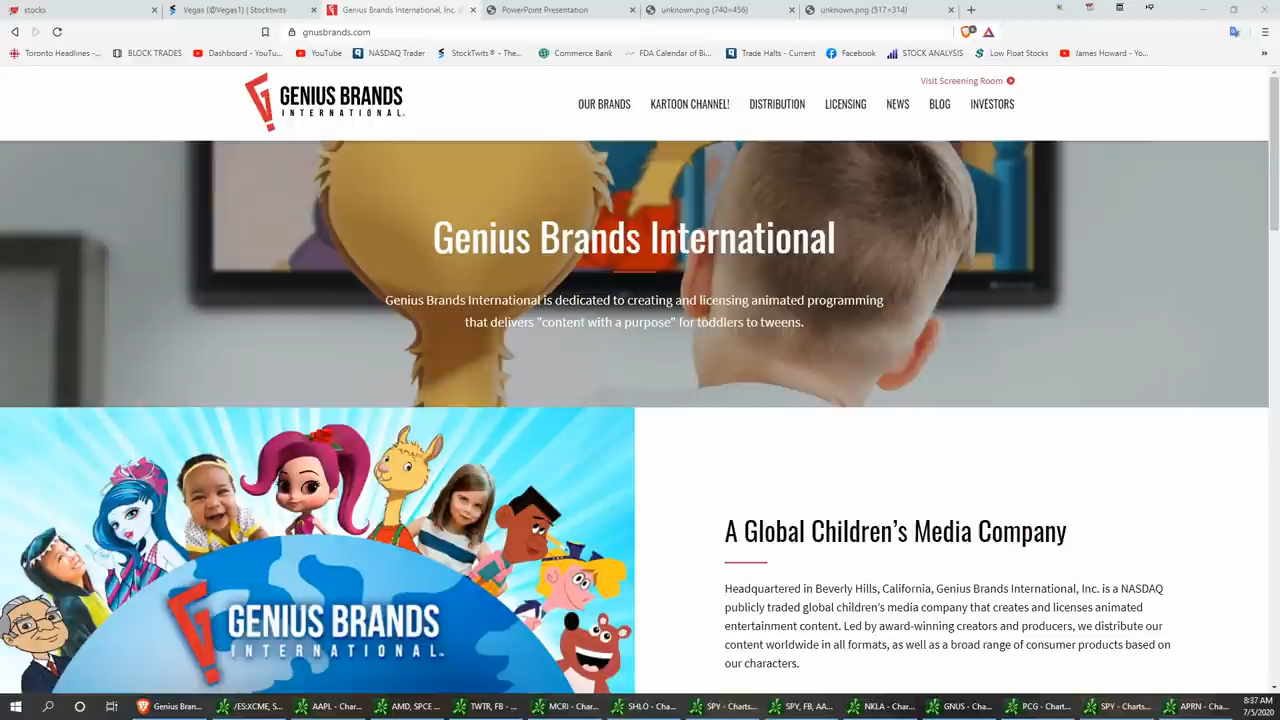 stocks
Vegas (@Vegas1) | Stocktwits
Genius Brands International, Inc.
PowerPoint Presentation
unknown.png (740×456)
unknown.png (517×314)
gnusbrands.com
Toronto Headlines -...
BLOCK TRADES
Dashboard - YouTu...
YouTube
NASDAQ Trader
StockTwits® - The...
Commerce Bank
FDA Calendar of Bi...
Trade Halts - Current
Facebook
STOCK ANALYSIS
Low Float Stocks
James Howard - Yo...
Visit Screening Room
GENIUS BRANDS
INTERNATIONAL
OUR BRANDS
KARTOON CHANNEL!
DISTRIBUTION
LICENSING
NEWS
BLOG
INVESTORS
Genius Brands International
Genius Brands International is dedicated to creating and licensing animated programming
that delivers "content with a purpose" for toddlers to tweens.
GENIUS BRANDS
INTERNATIONAL
A Global Children's Media Company
Headquartered in Beverly Hills, California, Genius Brands International, Inc. is a NASDAQ
publicly traded global children's media company that creates and licenses animated
entertainment content. Led by award-winning creators and producers, we distribute our
content worldwide in all formats, as well as a broad range of consumer products based on
our characters.
Genius Bran...
/ES:XCME, S...
AAPL - Char...
AMD, SPCE ...
TWTR, FB - ...
MCRI - Char...
SHLO - Cha...
SPY - Charts...
SPY, FB, AA...
NKLA - Char...
GNUS - Char...
PCG - Chart...
SPY - Charts...
APRN - Cha...
8:37 AM
7/5/2020